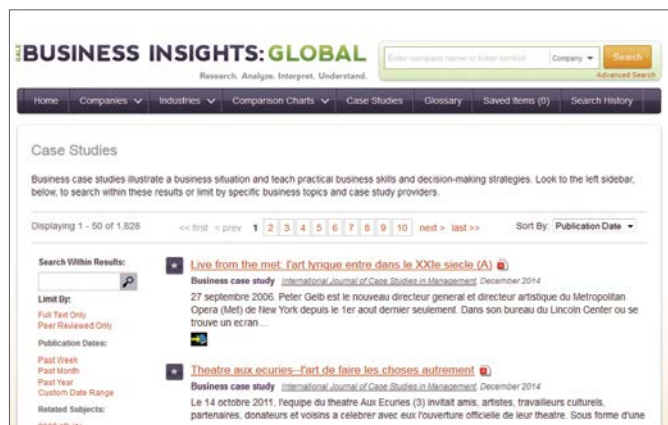 GALE
BUSINESS INSIGHTS: GLOBAL
Research. Analyze. Interpret. Understand.
Enter company name or ticker symbol
Company
Search
Advanced Search
Home Companies Industries Comparison Charts Case Studies Glossary Saved Items (0) Search History
Case Studies
Business case studies illustrate a business situation and teach practical business skills and decision-making strategies. Look to the left sidebar,
below, to search within these results or limit by specific business topics and case study providers.
Displaying 1 - 50 of 1,828
<< first < prev 1 2 3 4 5 6 7 8 9 10 next > last >>
Sort By: Publication Date
Search Within Results:
Limit By:
Full Text Only
Peer Reviewed Only
Publication Dates:
Past Week
Past Month
Past Year
Custom Date Range
Related Subjects:
Live from the met: l'art lyrique entre dans le XXIe siecle (A)
Business case study International Journal of Case Studies in Management, December 2014
27 septembre 2006. Peter Gelb est le nouveau directeur general et directeur artistique du Metropolitan
Opera (Met) de New York depuis le 1er aout dernier seulement. Dans son bureau du Lincoln Center ou se
trouve un ecran ...
Theatre aux ecuries--l'art de faire les choses autrement
Business case study International Journal of Case Studies in Management, December 2014
Le 14 octobre 2011, l'equipe du theatre Aux Ecuries (3) invitait amis, artistes, travailleurs culturels,
partenaires, donateurs et voisins a celebrer avec eux l'ouverture officielle de leur theatre. Sous forme d'une